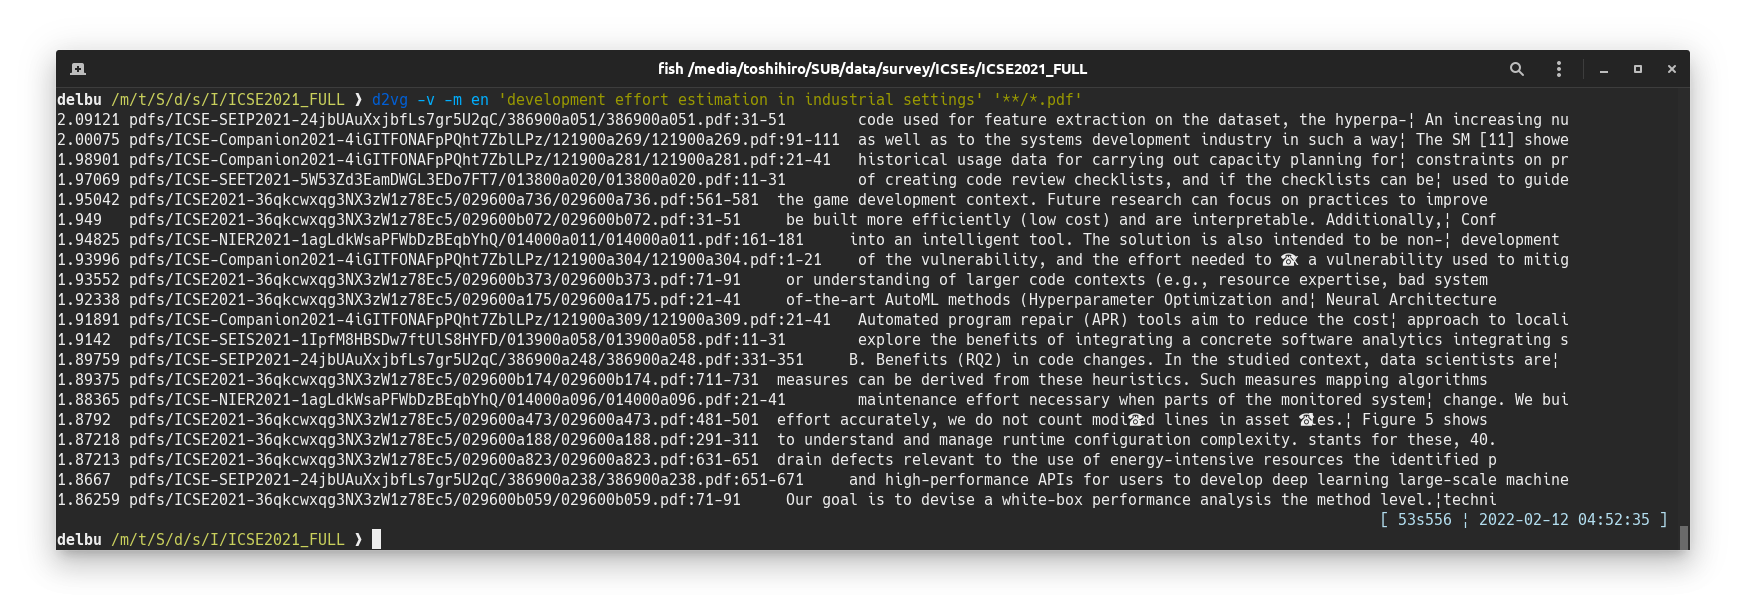 fish /media/toshihiro/SUB/data/survey/ICSEs/ICSE2021_FULL
delbu /m/t/S/d/s/I/ICSE2021_FULL ❯ d2vg -v -m en 'development effort estimation in industrial settings' '**/*.pdf'
2.09121 pdfs/ICSE-SEIP2021-24jbUAuXxjbfLs7gr5U2qC/386900a051/386900a051.pdf:31-51 code used for feature extraction on the dataset, the hyperpa-¦ An increasing nu
2.00075 pdfs/ICSE-Companion2021-4iGITFONAFpPQht7ZblLPz/121900a269/121900a269.pdf:91-111 as well as to the systems development industry in such a way¦ The SM [11] showe
1.98901 pdfs/ICSE-Companion2021-4iGITFONAFpPQht7ZblLPz/121900a281/121900a281.pdf:21-41 historical usage data for carrying out capacity planning for¦ constraints on pr
1.97069 pdfs/ICSE-SEET2021-5W53Zd3EamDWGL3EDo7FT7/013800a020/013800a020.pdf:11-31 of creating code review checklists, and if the checklists can be¦ used to guide
1.95042 pdfs/ICSE2021-36qkcwxqg3NX3zW1z78Ec5/029600a736/029600a736.pdf:561-581 the game development context. Future research can focus on practices to improve
1.949 pdfs/ICSE2021-36qkcwxqg3NX3zW1z78Ec5/029600b072/029600b072.pdf:31-51 be built more efficiently (low cost) and are interpretable. Additionally,¦ Conf
1.94825 pdfs/ICSE-NIER2021-1agLdkWsaPFWbDzBEqbYhQ/014000a011/014000a011.pdf:161-181 into an intelligent tool. The solution is also intended to be non-¦ development
1.93996 pdfs/ICSE-Companion2021-4iGITFONAFpPQht7ZblLPz/121900a304/121900a304.pdf:1-21 of the vulnerability, and the effort needed to ☎ a vulnerability used to mitig
1.93552 pdfs/ICSE2021-36qkcwxqg3NX3zW1z78Ec5/029600b373/029600b373.pdf:71-91 or understanding of larger code contexts (e.g., resource expertise, bad system
1.92338 pdfs/ICSE2021-36qkcwxqg3NX3zW1z78Ec5/029600a175/029600a175.pdf:21-41 of-the-art AutoML methods (Hyperparameter Optimization and¦ Neural Architecture
1.91891 pdfs/ICSE-Companion2021-4iGITFONAFpPQht7ZblLPz/121900a309/121900a309.pdf:21-41 Automated program repair (APR) tools aim to reduce the cost¦ approach to locali
1.9142 pdfs/ICSE-SEIS2021-1IpfM8HBSDw7ftUlS8HYFD/013900a058/013900a058.pdf:11-31 explore the benefits of integrating a concrete software analytics integrating s
1.89759 pdfs/ICSE-SEIP2021-24jbUAuXxjbfLs7gr5U2qC/386900a248/386900a248.pdf:331-351 B. Benefits (RQ2) in code changes. In the studied context, data scientists are¦
1.89375 pdfs/ICSE2021-36qkcwxqg3NX3zW1z78Ec5/029600b174/029600b174.pdf:711-731 measures can be derived from these heuristics. Such measures mapping algorithms
1.88365 pdfs/ICSE-NIER2021-1agLdkWsaPFWbDzBEqbYhQ/014000a096/014000a096.pdf:21-41 maintenance effort necessary when parts of the monitored system¦ change. We bui
1.8792 pdfs/ICSE2021-36qkcwxqg3NX3zW1z78Ec5/029600a473/029600a473.pdf:481-501 effort accurately, we do not count modi☎ed lines in asset ☎les.¦ Figure 5 shows
1.87218 pdfs/ICSE2021-36qkcwxqg3NX3zW1z78Ec5/029600a188/029600a188.pdf:291-311 to understand and manage runtime configuration complexity. stants for these, 40.
1.87213 pdfs/ICSE2021-36qkcwxqg3NX3zW1z78Ec5/029600a823/029600a823.pdf:631-651 drain defects relevant to the use of energy-intensive resources the identified p
1.8667 pdfs/ICSE-SEIP2021-24jbUAuXxjbfLs7gr5U2qC/386900a238/386900a238.pdf:651-671 and high-performance APIs for users to develop deep learning large-scale machine
1.86259 pdfs/ICSE2021-36qkcwxqg3NX3zW1z78Ec5/029600b059/029600b059.pdf:71-91 Our goal is to devise a white-box performance analysis the method level.¦techni
[ 53s556 ¦ 2022-02-12 04:52:35 ]
delbu /m/t/S/d/s/I/ICSE2021_FULL ❯